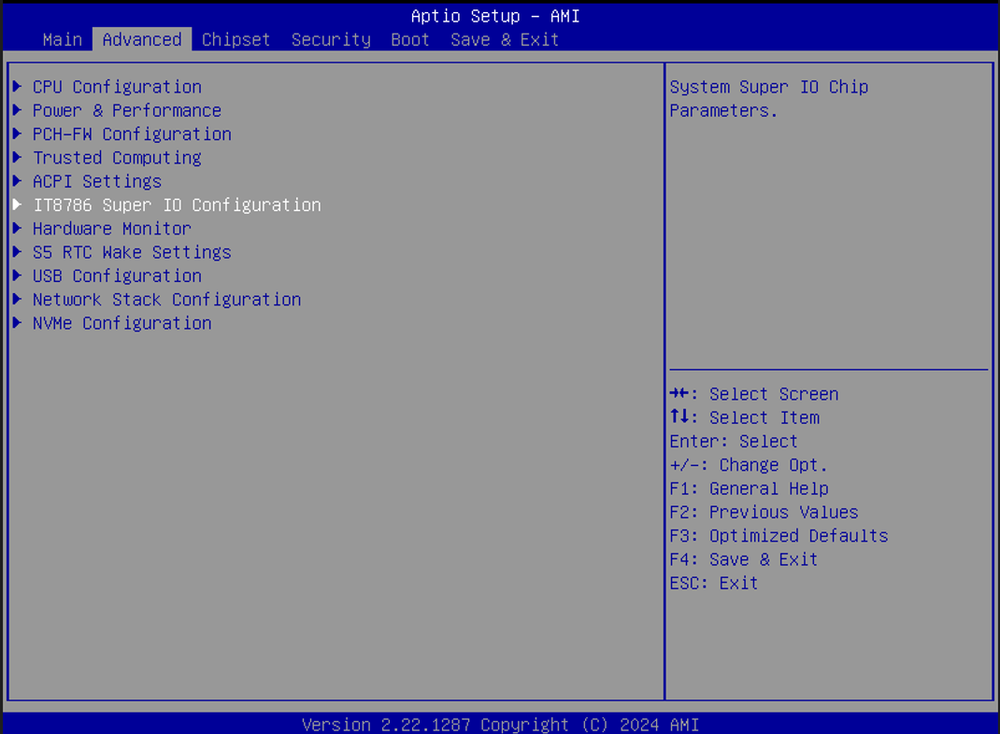 Aptio Setup – AMI
Main Advanced Chipset Security Boot Save & Exit
CPU Configuration
Power & Performance
PCH-FW Configuration
Trusted Computing
ACPI Settings
IT8786 Super IO Configuration
Hardware Monitor
S5 RTC Wake Settings
USB Configuration
Network Stack Configuration
NVMe Configuration
System Super IO Chip
Parameters.
→←: Select Screen
↑↓: Select Item
Enter: Select
+/-: Change Opt.
F1: General Help
F2: Previous Values
F3: Optimized Defaults
F4: Save & Exit
ESC: Exit
Version 2.22.1287 Copyright (C) 2024 AMI